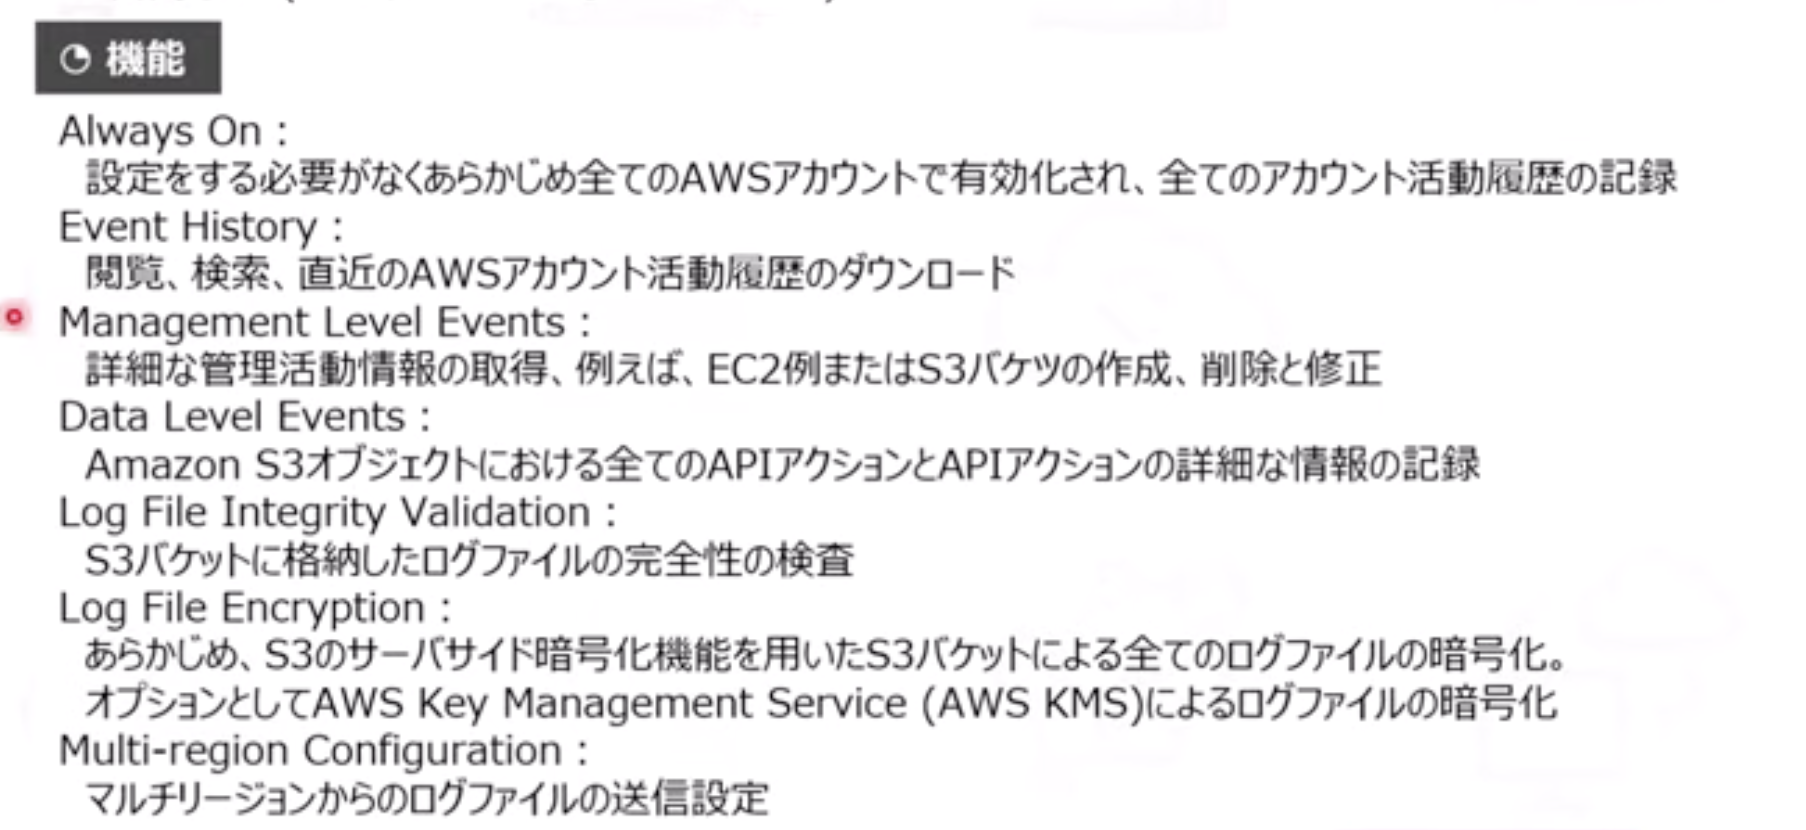 機能
Always On :
設定をする必要がなくあらかじめ全てのAWSアカウントで有効化され、全てのアカウント活動履歴の記録
Event History :
閲覧、検索、直近のAWSアカウント活動履歴のダウンロード
Management Level Events :
詳細な管理活動情報の取得、例えば、EC2例またはS3バケツの作成、削除と修正
Data Level Events :
Amazon S3オブジェクトにおける全てのAPIアクションとAPIアクションの詳細な情報の記録
Log File Integrity Validation :
S3バケットに格納したログファイルの完全性の検査
Log File Encryption :
あらかじめ、S3のサーバサイド暗号化機能を用いたS3バケットによる全てのログファイルの暗号化。
オプションとしてAWS Key Management Service (AWS KMS)によるログファイルの暗号化
Multi-region Configuration :
マルチリージョンからのログファイルの送信設定